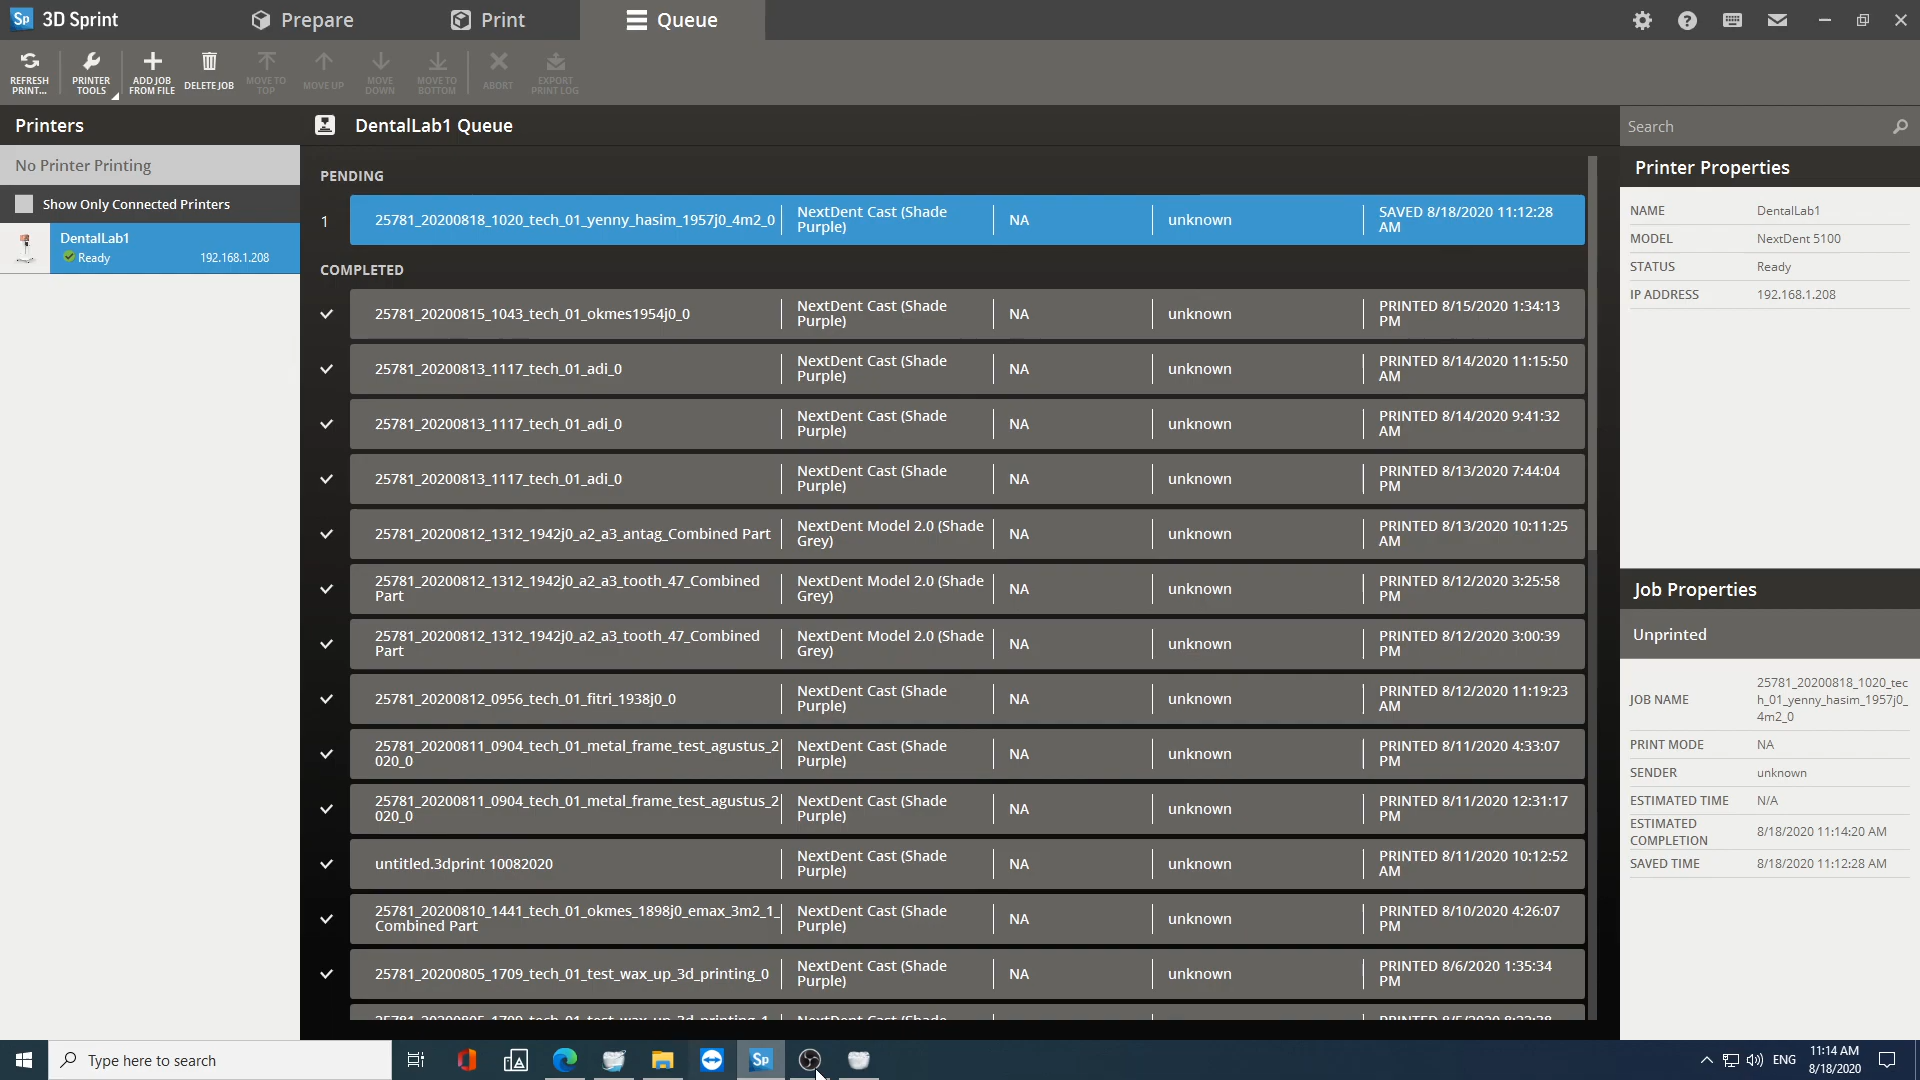 Sp 3D Sprint
Prepare
Print
Queue
REFRESH PRINT...
PRINTER TOOLS
ADD JOB FROM FILE
DELETE JOB
MOVE TO TOP
MOVE UP
MOVE DOWN
MOVE TO BOTTOM
ABORT
EXPORT PRINT LOG
Printers
No Printer Printing
Show Only Connected Printers
DentalLab1
Ready 192.168.1.208
DentalLab1 Queue
PENDING
1 25781_20200818_1020_tech_01_yenny_hasim_1957j0_4m2_0 NextDent Cast (Shade Purple) NA unknown SAVED 8/18/2020 11:12:28 AM
COMPLETED
25781_20200815_1043_tech_01_okmes1954j0_0 NextDent Cast (Shade Purple) NA unknown PRINTED 8/15/2020 1:34:13 PM
25781_20200813_1117_tech_01_adi_0 NextDent Cast (Shade Purple) NA unknown PRINTED 8/14/2020 11:15:50 AM
25781_20200813_1117_tech_01_adi_0 NextDent Cast (Shade Purple) NA unknown PRINTED 8/14/2020 9:41:32 AM
25781_20200813_1117_tech_01_adi_0 NextDent Cast (Shade Purple) NA unknown PRINTED 8/13/2020 7:44:04 PM
25781_20200812_1312_1942j0_a2_a3_antag_Combined Part NextDent Model 2.0 (Shade Grey) NA unknown PRINTED 8/13/2020 10:11:25 AM
25781_20200812_1312_1942j0_a2_a3_tooth_47_Combined Part NextDent Model 2.0 (Shade Grey) NA unknown PRINTED 8/12/2020 3:25:58 PM
25781_20200812_1312_1942j0_a2_a3_tooth_47_Combined Part NextDent Model 2.0 (Shade Grey) NA unknown PRINTED 8/12/2020 3:00:39 PM
25781_20200812_0956_tech_01_fitri_1938j0_0 NextDent Cast (Shade Purple) NA unknown PRINTED 8/12/2020 11:19:23 AM
25781_20200811_0904_tech_01_metal_frame_test_agustus_2020_0 NextDent Cast (Shade Purple) NA unknown PRINTED 8/11/2020 4:33:07 PM
25781_20200811_0904_tech_01_metal_frame_test_agustus_2020_0 NextDent Cast (Shade Purple) NA unknown PRINTED 8/11/2020 12:31:17 PM
untitled.3dprint 10082020 NextDent Cast (Shade Purple) NA unknown PRINTED 8/11/2020 10:12:52 AM
25781_20200810_1441_tech_01_okmes_1898j0_emax_3m2_1_Combined Part NextDent Cast (Shade Purple) NA unknown PRINTED 8/10/2020 4:26:07 PM
25781_20200805_1709_tech_01_test_wax_up_3d_printing_0 NextDent Cast (Shade Purple) NA unknown PRINTED 8/6/2020 1:35:34 PM
Search
Printer Properties
NAME DentalLab1
MODEL NextDent 5100
STATUS Ready
IP ADDRESS 192.168.1.208
Job Properties
Unprinted
JOB NAME 25781_20200818_1020_tech_01_yenny_hasim_1957j0_4m2_0
PRINT MODE NA
SENDER unknown
ESTIMATED TIME N/A
ESTIMATED COMPLETION 8/18/2020 11:14:20 AM
SAVED TIME 8/18/2020 11:12:28 AM
Type here to search
Sp
ENG
11:14 AM
8/18/2020